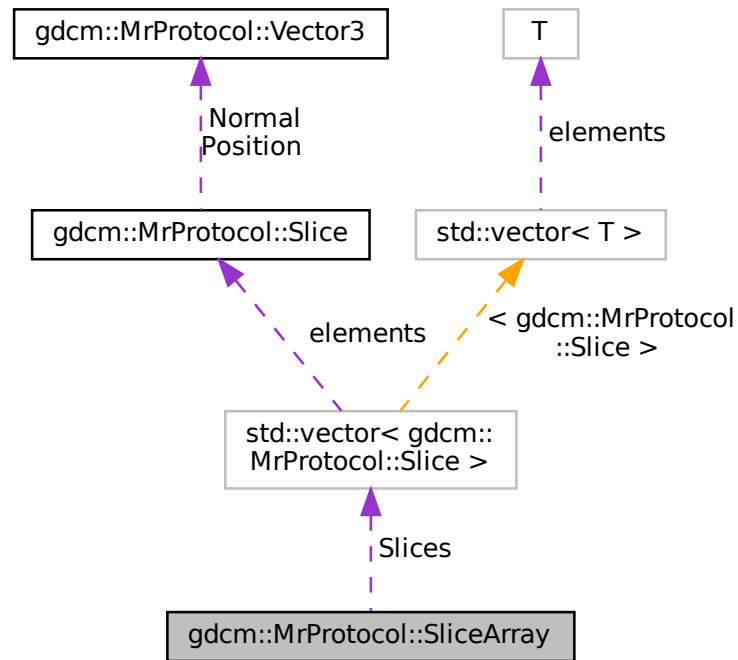 gdcm::MrProtocol::Vector3
T
Normal
Position
elements
gdcm::MrProtocol::Slice
std::vector< T >
elements
< gdcm::MrProtocol
::Slice >
std::vector< gdcm::
MrProtocol::Slice >
Slices
gdcm::MrProtocol::SliceArray